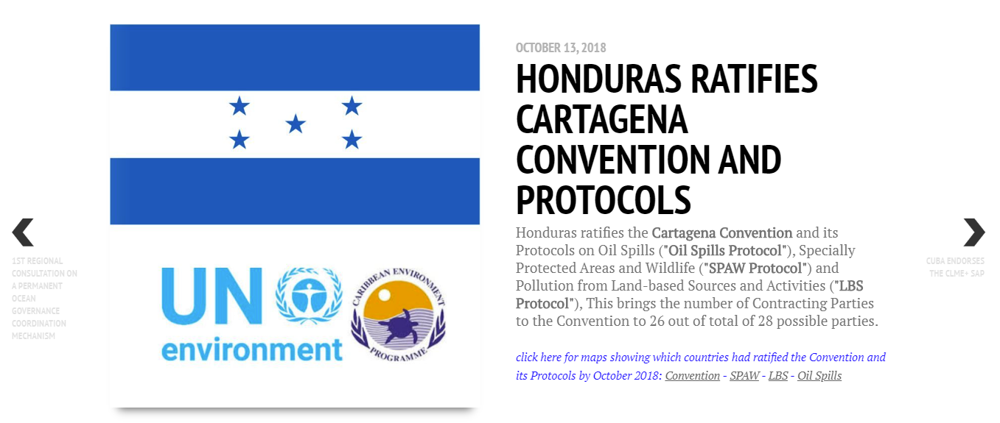 OCTOBER 13, 2018
HONDURAS RATIFIES
CARTAGENA
CONVENTION AND
PROTOCOLS
Honduras ratifies the Cartagena Convention and its
Protocols on Oil Spills ("Oil Spills Protocol"), Specially
Protected Areas and Wildlife ("SPAW Protocol") and
Pollution from Land-based Sources and Activities ("LBS
Protocol"), This brings the number of Contracting Parties
to the Convention to 26 out of total of 28 possible parties.
click here for maps showing which countries had ratified the Convention and
its Protocols by October 2018: Convention - SPAW - LBS - Oil Spills
UN
environment
CARIBBEAN ENVIRONMENT
PROGRAMME
1ST REGIONAL
CONSULTATION ON
A PERMANENT
OCEAN
GOVERNANCE
COORDINATION
MECHANISM
CUBA ENDORSES
THE CLME+ SAP